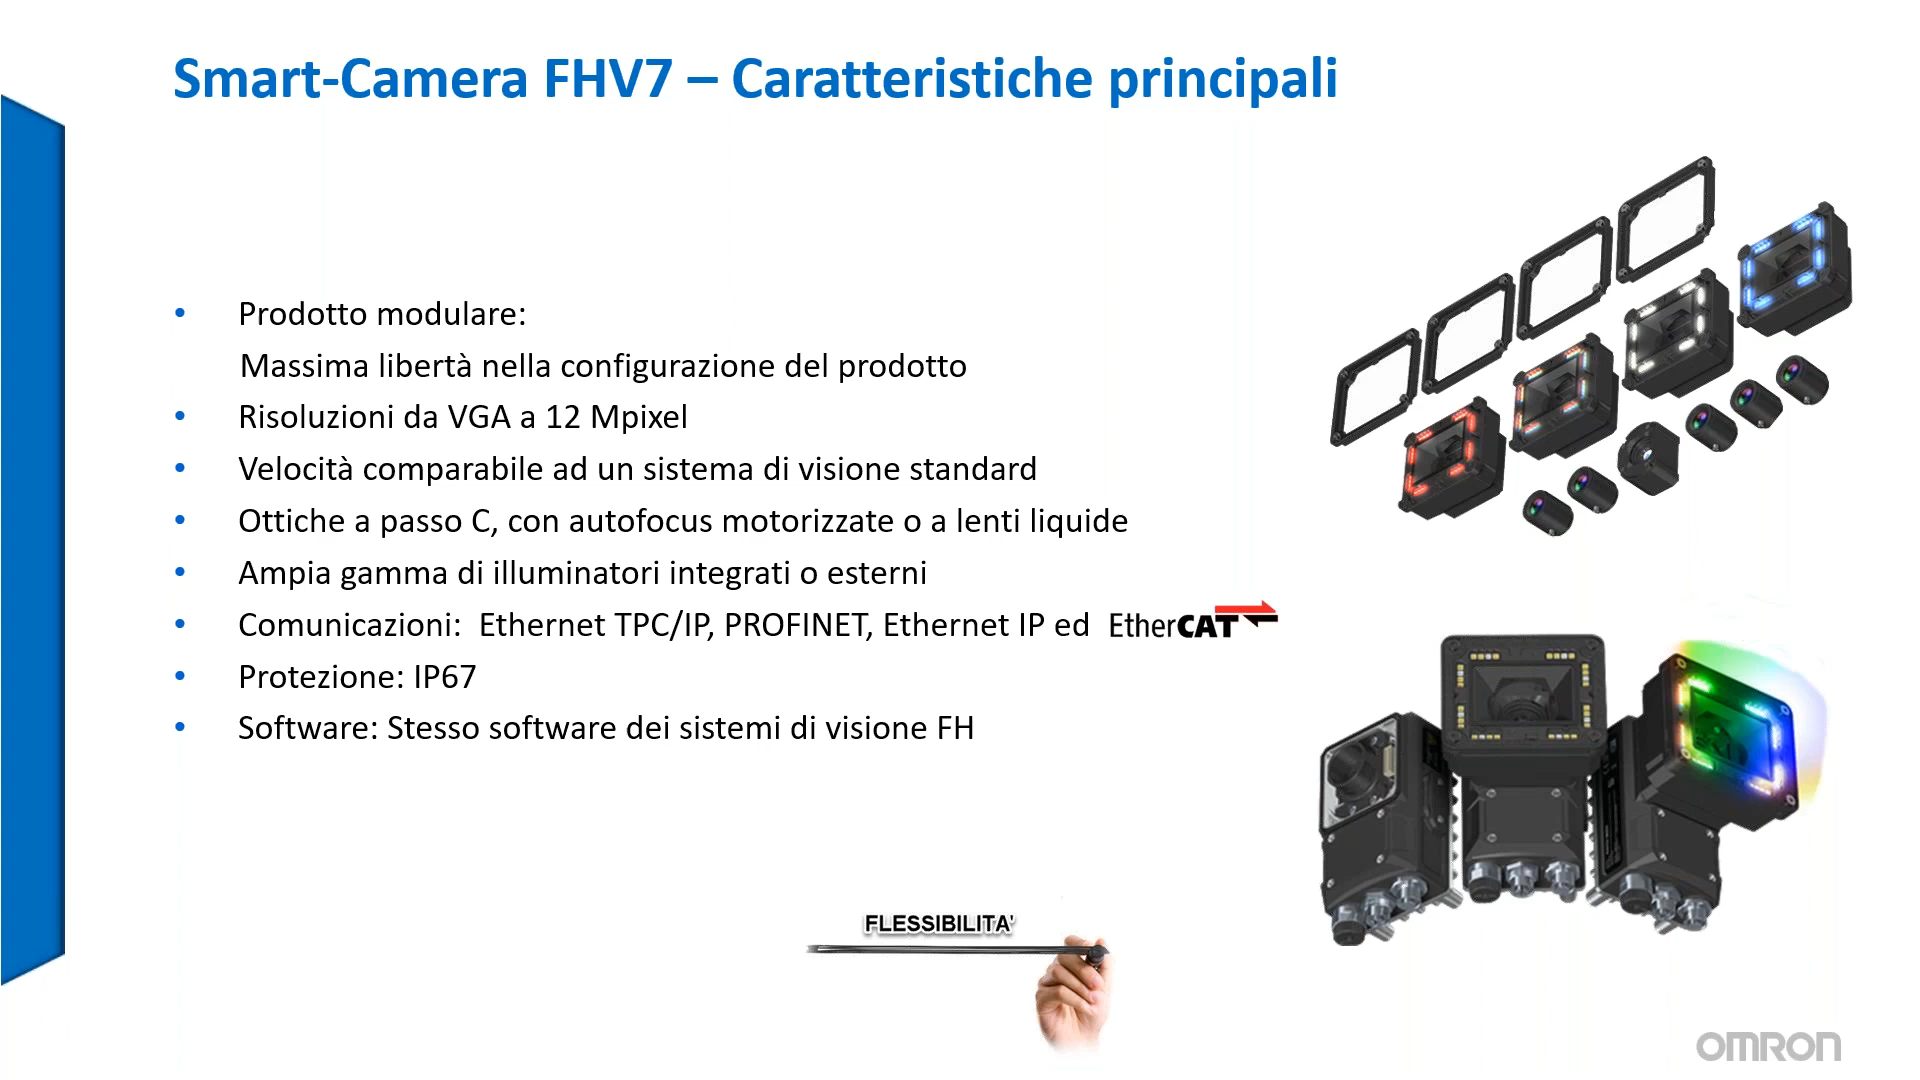 Smart-Camera FHV7 – Caratteristiche principali
• Prodotto modulare:
Massima libertà nella configurazione del prodotto
• Risoluzioni da VGA a 12 Mpixel
• Velocità comparabile ad un sistema di visione standard
• Ottiche a passo C, con autofocus motorizzate o a lenti liquide
• Ampia gamma di illuminatori integrati o esterni
• Comunicazioni: Ethernet TPC/IP, PROFINET, Ethernet IP ed EtherCAT
• Protezione: IP67
• Software: Stesso software dei sistemi di visione FH
FLESSIBILITA'
OMRON